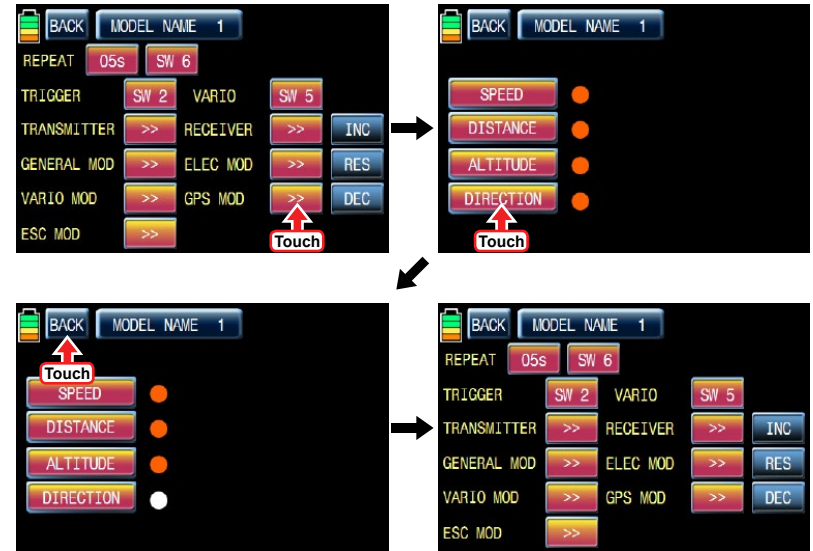 BACK MODEL NAME 1
REPEAT 05s SW 6
TRIGGER SW 2 VARIO SW 5
TRANSMITTER >> RECEIVER >> INC
GENERAL MOD >> ELEC MOD >> RES
VARIO MOD >> GPS MOD >> DEC
ESC MOD >> Touch
BACK MODEL NAME 1
SPEED
DISTANCE
ALTITUDE
DIRECTION
Touch
BACK MODEL NAME 1
Touch
SPEED
DISTANCE
ALTITUDE
DIRECTION
BACK MODEL NAME 1
REPEAT 05s SW 6
TRIGGER SW 2 VARIO SW 5
TRANSMITTER >> RECEIVER >> INC
GENERAL MOD >> ELEC MOD >> RES
VARIO MOD >> GPS MOD >> DEC
ESC MOD >>